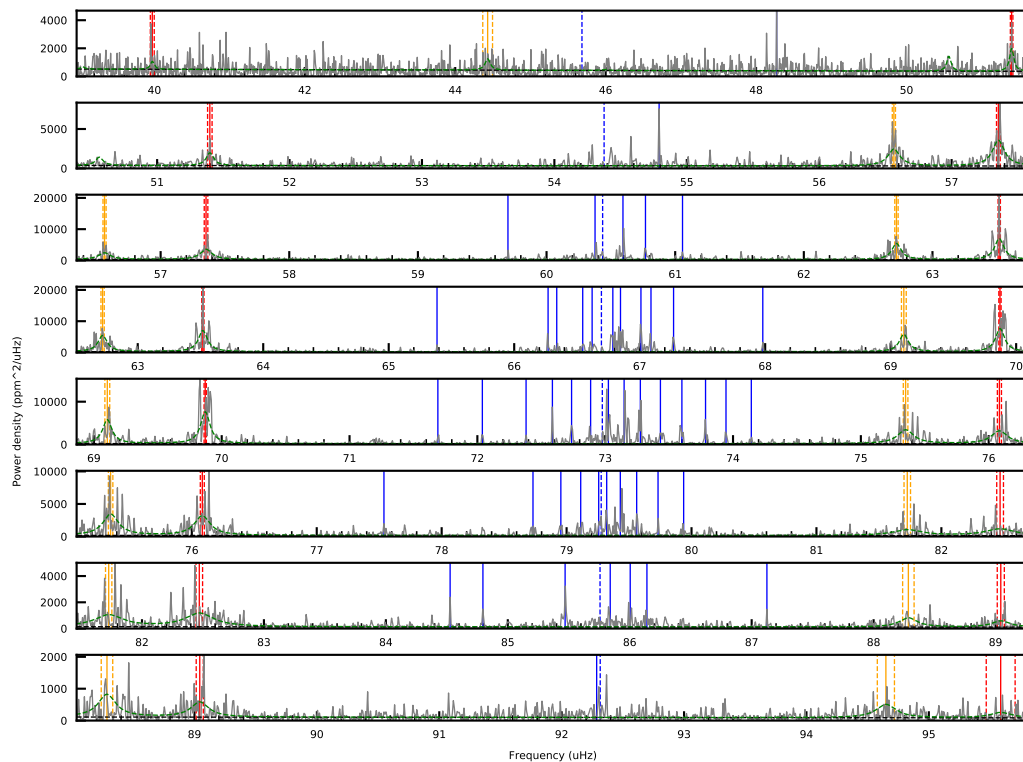 4000
2000
0
40 42 44 46 48 50
5000
0
51 52 53 54 55 56 57
20000
10000
0
57 58 59 60 61 62 63
20000
10000
0
63 64 65 66 67 68 69 70
10000
0
69 70 71 72 73 74 75 76
10000
5000
0
76 77 78 79 80 81 82
4000
2000
0
82 83 84 85 86 87 88 89
2000
1000
0
89 90 91 92 93 94 95
Power density (ppm^2/uHz)
Frequency (uHz)